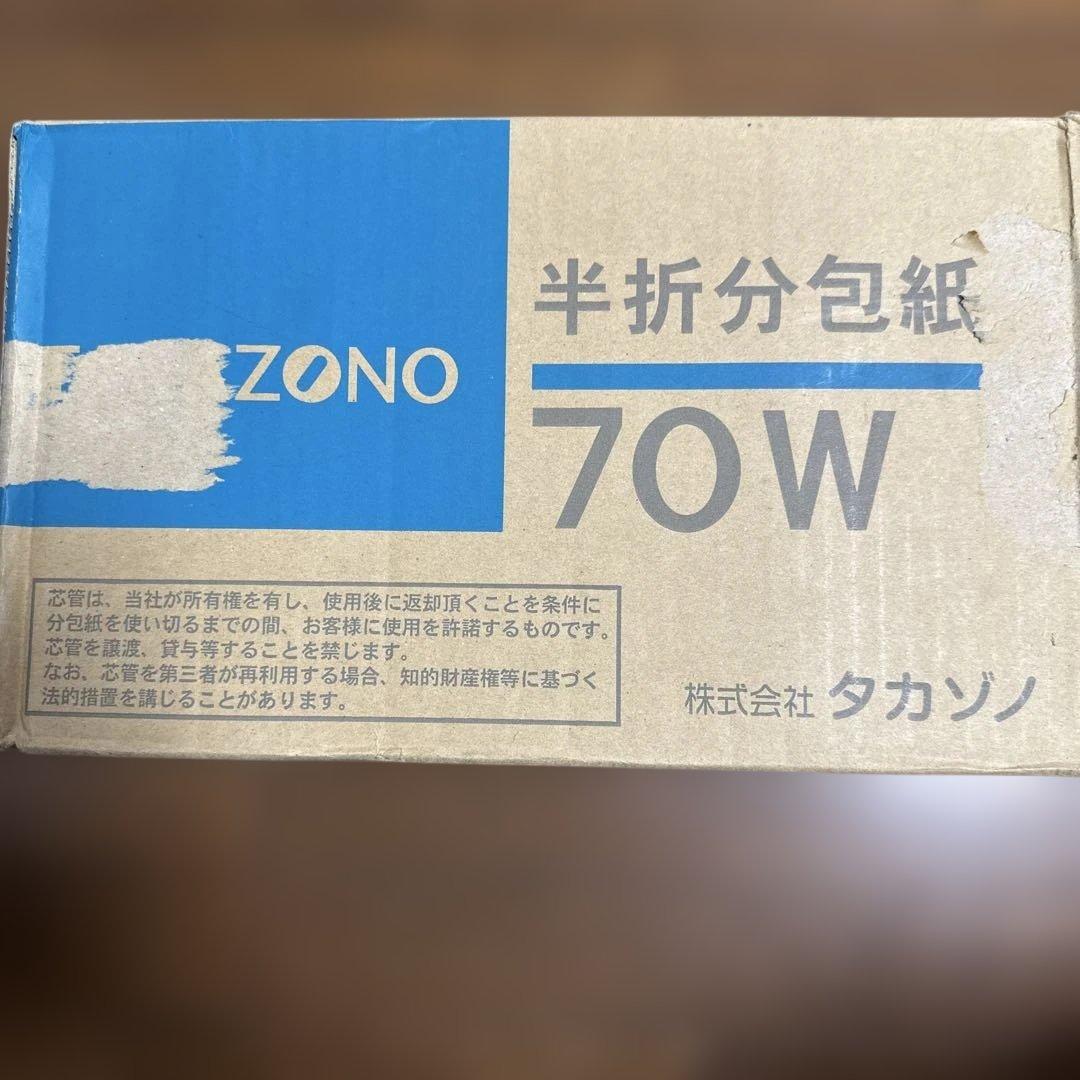 ZONO
半折分包紙
70W
芯管は、当社が所有権を有し、使用後に返却頂くことを条件に
分包紙を使い切るまでの間、お客様に使用を許諾するものです。
芯管を譲渡、貸与等することを禁じます。
なお、芯管を第三者が再利用する場合、知的財産権等に基づく
法的措置を講じることがあります。
株式会社 タカゾノ